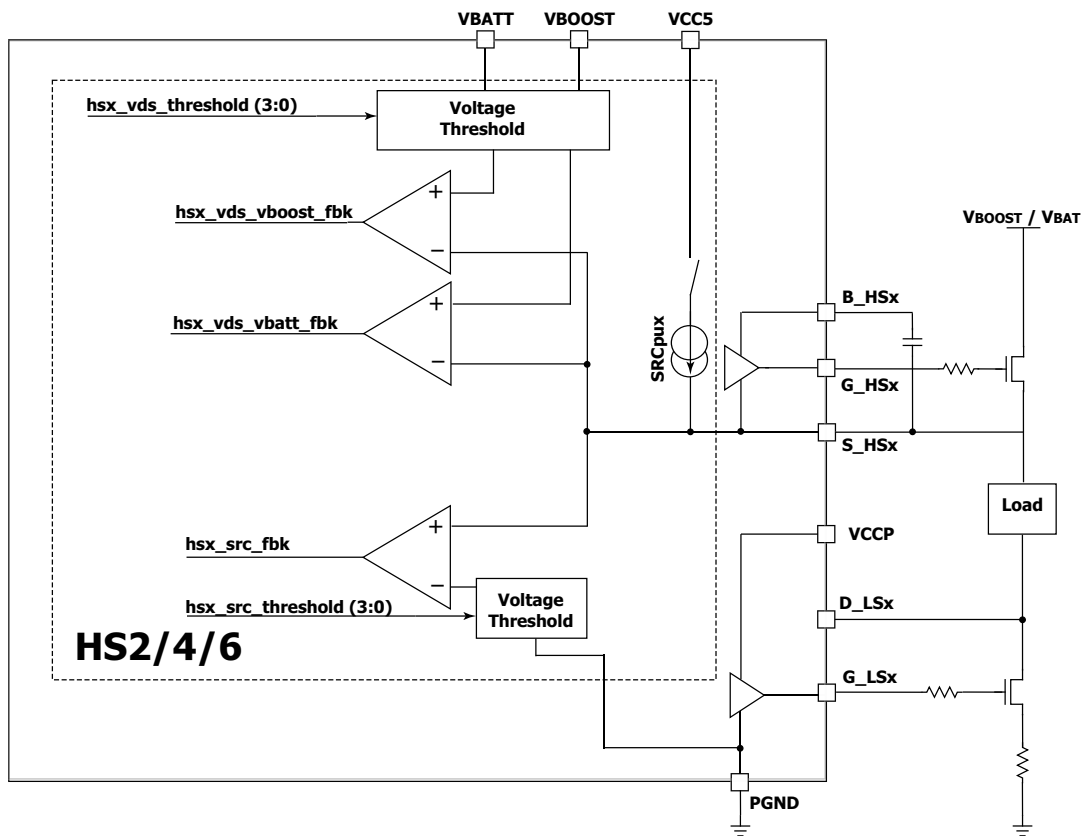 VBATT VBOOST VCC5
hsx_vds_threshold (3:0)
Voltage
Threshold
+
hsx_vds_vboost_fbk
−
VBOOST / VBAT
+
B_HSx
hsx_vds_vbatt_fbk
−
SRCpux
G_HSx
S_HSx
Load
+
VCCP
hsx_src_fbk
−
hsx_src_threshold (3:0)
Voltage
Threshold
D_LSx
HS2/4/6
G_LSx
PGND